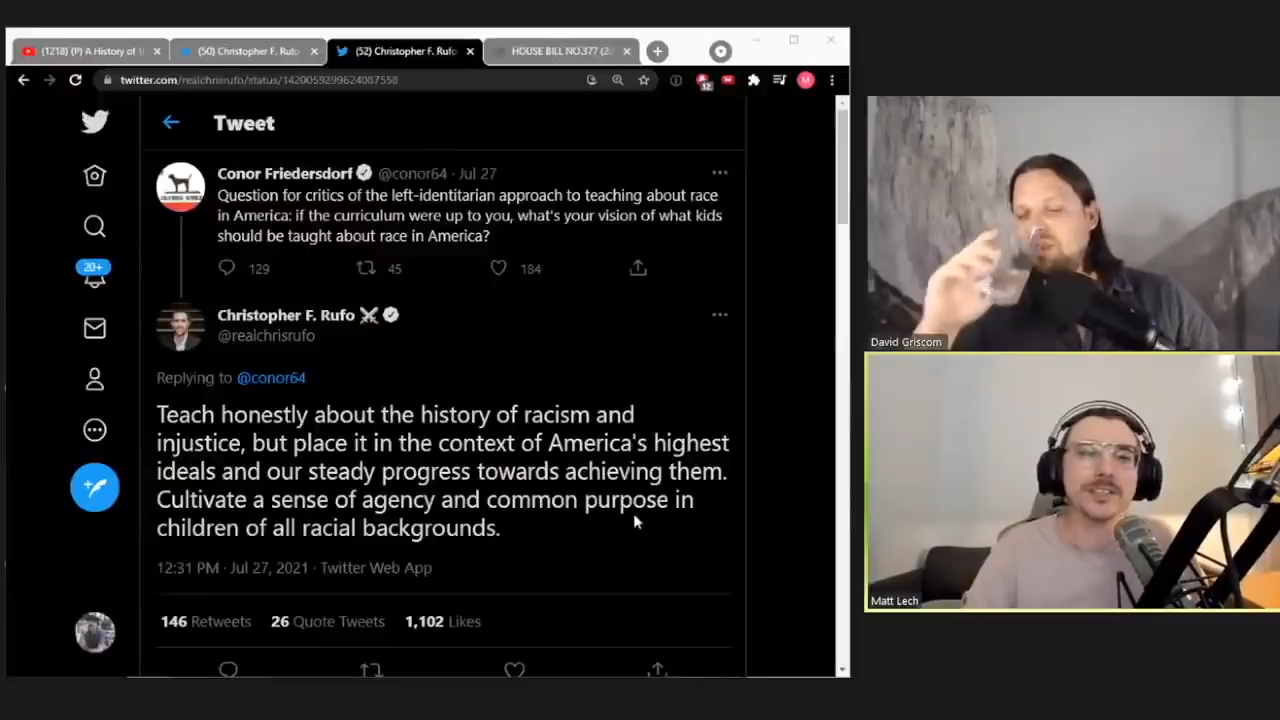 (1218) (P) A History of t
(50) Christopher F. Rufo
(52) Christopher F. Rufo
HOUSE BILL NO.377 (20
twitter.com/realchrisrufo/status/1420059299624087558
12
M
Tweet
Conor Friedersdorf @conor64 · Jul 27
Question for critics of the left-identitarian approach to teaching about race
in America: if the curriculum were up to you, what's your vision of what kids
should be taught about race in America?
129 45 184
20+
Christopher F. Rufo
@realchrisrufo
Replying to @conor64
Teach honestly about the history of racism and
injustice, but place it in the context of America's highest
ideals and our steady progress towards achieving them.
Cultivate a sense of agency and common purpose in
children of all racial backgrounds.
12:31 PM · Jul 27, 2021 · Twitter Web App
146 Retweets 26 Quote Tweets 1,102 Likes
David Griscom
Matt Lech